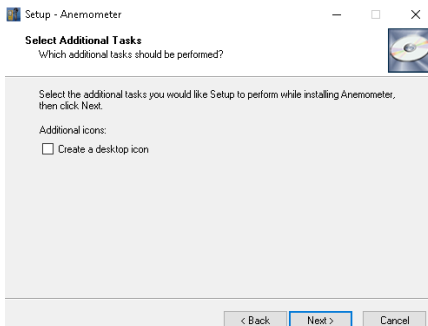 Setup - Anemometer
Select Additional Tasks
Which additional tasks should be performed?
Select the additional tasks you would like Setup to perform while installing Anemometer,
then click Next.
Additional icons:
Create a desktop icon
< Back Next > Cancel